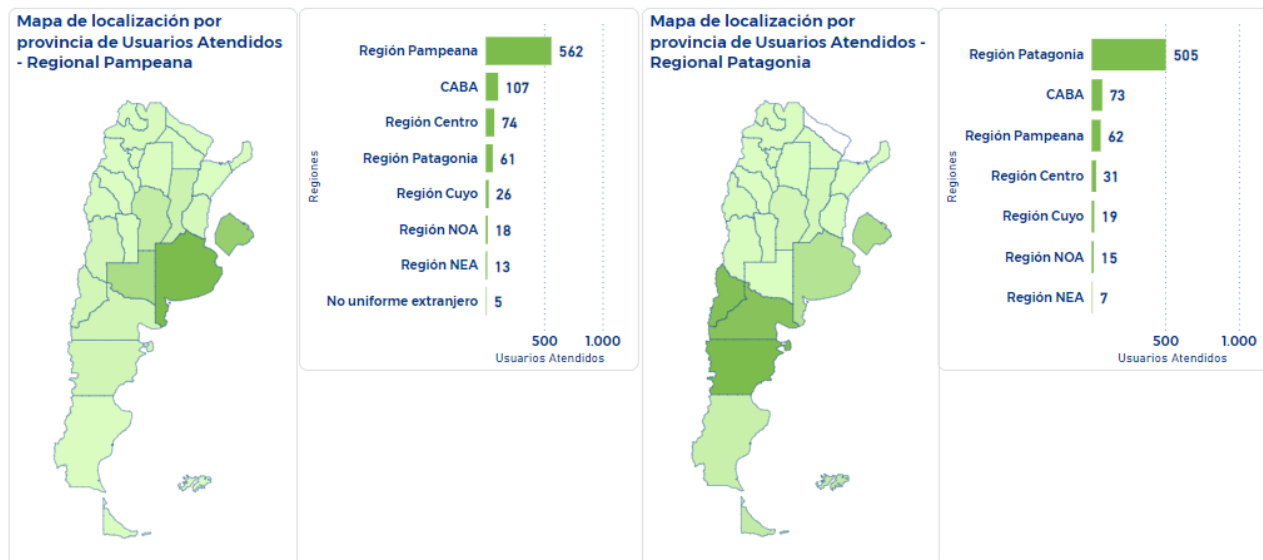 Mapa de localización por
provincia de Usuarios Atendidos
- Regional Pampeana
Regiones
Región Pampeana 562
CABA 107
Región Centro 74
Región Patagonia 61
Región Cuyo 26
Región NOA 18
Región NEA 13
No uniforme extranjero 5
500 1.000
Usuarios Atendidos
Mapa de localización por
provincia de Usuarios Atendidos -
Regional Patagonia
Regiones
Región Patagonia 505
CABA 73
Región Pampeana 62
Región Centro 31
Región Cuyo 19
Región NOA 15
Región NEA 7
500 1.000
Usuarios Atendidos